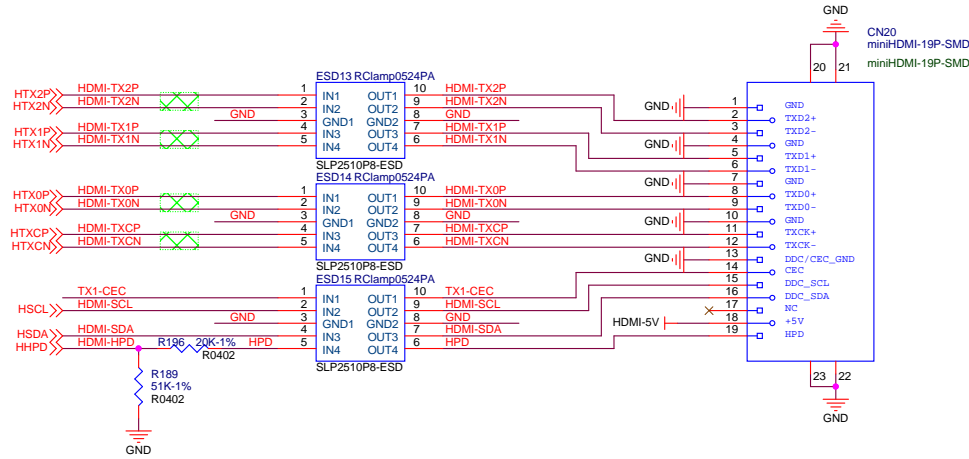 GND
CN20
miniHDMI-19P-SMD
miniHDMI-19P-SMD
20 21
ESD13 RClamp0524PA
HTX2P HDMI-TX2P 1 IN1 OUT1 10 HDMI-TX2P
HTX2N HDMI-TX2N 2 IN2 OUT2 9 HDMI-TX2N
GND 3 GND1 GND2 8 GND
HTX1P HDMI-TX1P 4 IN3 OUT3 7 HDMI-TX1P
HTX1N HDMI-TX1N 5 IN4 OUT4 6 HDMI-TX1N
SLP2510P8-ESD
ESD14 RClamp0524PA
HTX0P HDMI-TX0P 1 IN1 OUT1 10 HDMI-TX0P
HTX0N HDMI-TX0N 2 IN2 OUT2 9 HDMI-TX0N
GND 3 GND1 GND2 8 GND
HTXCP HDMI-TXCP 4 IN3 OUT3 7 HDMI-TXCP
HTXCN HDMI-TXCN 5 IN4 OUT4 6 HDMI-TXCN
SLP2510P8-ESD
ESD15 RClamp0524PA
TX1-CEC 1 IN1 OUT1 10 TX1-CEC
HSCL HDMI-SCL 2 IN2 OUT2 9 HDMI-SCL
GND 3 GND1 GND2 8 GND
HSDA HDMI-SDA 4 IN3 OUT3 7 HDMI-SDA
HHPD HDMI-HPD R196 20K-1% HPD 5 IN4 OUT4 6 HPD
R0402
SLP2510P8-ESD
R189
51K-1%
R0402
GND
GND 1 GND
2 TXD2+
3 TXD2-
GND 4 GND
5 TXD1+
6 TXD1-
GND 7 GND
8 TXD0+
9 TXD0-
GND 10 GND
11 TXCK+
12 TXCK-
GND 13 DDC/CEC_GND
14 CEC
15 DDC_SCL
16 DDC_SDA
17 NC
HDMI-5V 18 +5V
19 HPD
23 22
GND